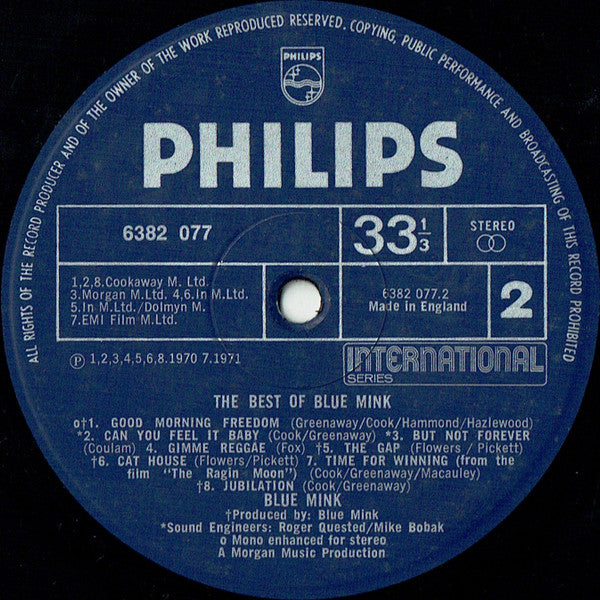 ALL RIGHTS OF THE RECORD PRODUCER AND OF THE OWNER OF THE WORK REPRODUCED RESERVED. COPYING, PUBLIC PERFORMANCE AND BROADCASTING OF THIS RECORD PROHIBITED
PHILIPS
PHILIPS
6382 077
33 1/3
STEREO
1,2,8.Cookaway M. Ltd.
3.Morgan M.Ltd. 4,6.In M.Ltd.
5.In M.Ltd./Dolmyn M.
7.EMI Film M.Ltd.
6382 077.2
Made in England
2
Ⓟ 1,2,3,4,5,6,8.1970 7.1971
INTERNATIONAL
SERIES
THE BEST OF BLUE MINK
o†1. GOOD MORNING FREEDOM (Greenaway/Cook/Hammond/Hazlewood)
*2. CAN YOU FEEL IT BABY (Cook/Greenaway) *3. BUT NOT FOREVER
(Coulam) 4. GIMME REGGAE (Fox) †5. THE GAP (Flowers / Pickett)
†6. CAT HOUSE (Flowers/Pickett) 7. TIME FOR WINNING (from the
film "The Ragin Moon") (Cook/Greenaway/Macauley)
†8. JUBILATION (Cook/Greenaway)
BLUE MINK
†Produced by: Blue Mink
*Sound Engineers: Roger Quested/Mike Bobak
o Mono enhanced for stereo
A Morgan Music Production